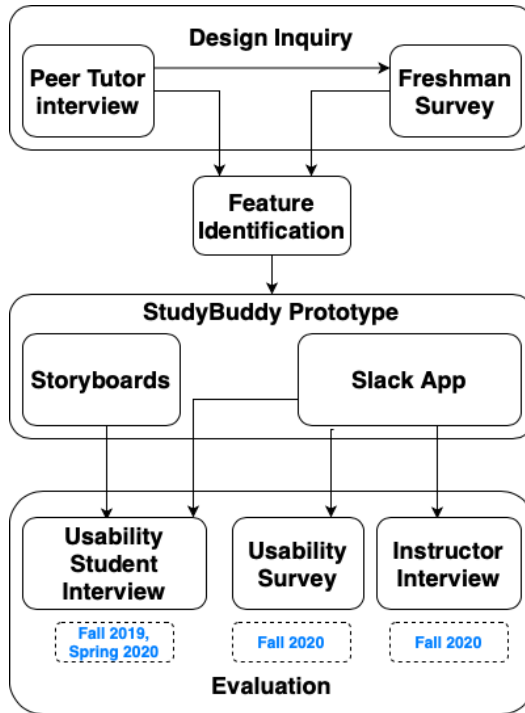 Design Inquiry
Peer Tutor
interview
Freshman
Survey
Feature
Identification
StudyBuddy Prototype
Storyboards
Slack App
Usability
Student
Interview
Usability
Survey
Instructor
Interview
Fall 2019,
Spring 2020
Fall 2020
Fall 2020
Evaluation